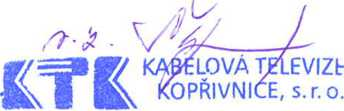 KTK KABELOVÁ TELEVIZE
KOPŘIVNICE, s.r.o.